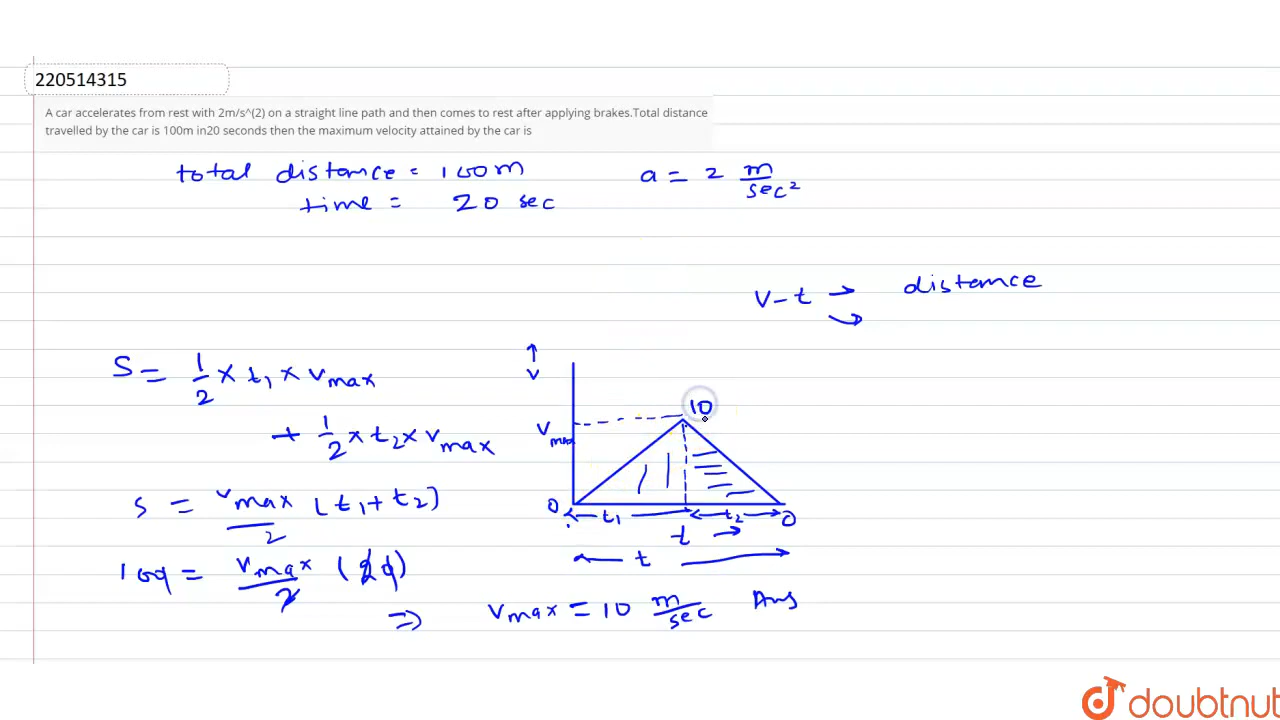 220514315
A car accelerates from rest with 2m/s^(2) on a straight line path and then comes to rest after applying brakes.Total distance
travelled by the car is 100m in20 seconds then the maximum velocity attained by the car is
total distance = 100m
a = 2 m/sec²
time = 20 sec
v-t → distance
S = 1/2 × t₁ × vmax
+ 1/2 × t₂ × vmax
s = vmax/2 (t₁ + t₂)
100 = vmax/2 (20)
⇒ vmax = 10 m/sec Ans
↑
v
10
vmax
0
t₁
t₂
0
t →
← t →
doubtnut